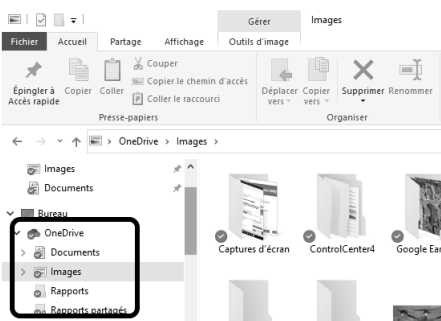 Gérer
Images
Fichier
Accueil
Partage
Affichage
Outils d'image
Épingler à
Accès rapide
Copier
Coller
Couper
Copier le chemin d'accès
Coller le raccourci
Déplacer
vers
Copier
vers
Supprimer
Renommer
Presse-papiers
Organiser
OneDrive
Images
Images
Documents
Bureau
OneDrive
Documents
Images
Rapports
Rapports partagés
Captures d'écran
ControlCenter4
Google Ear